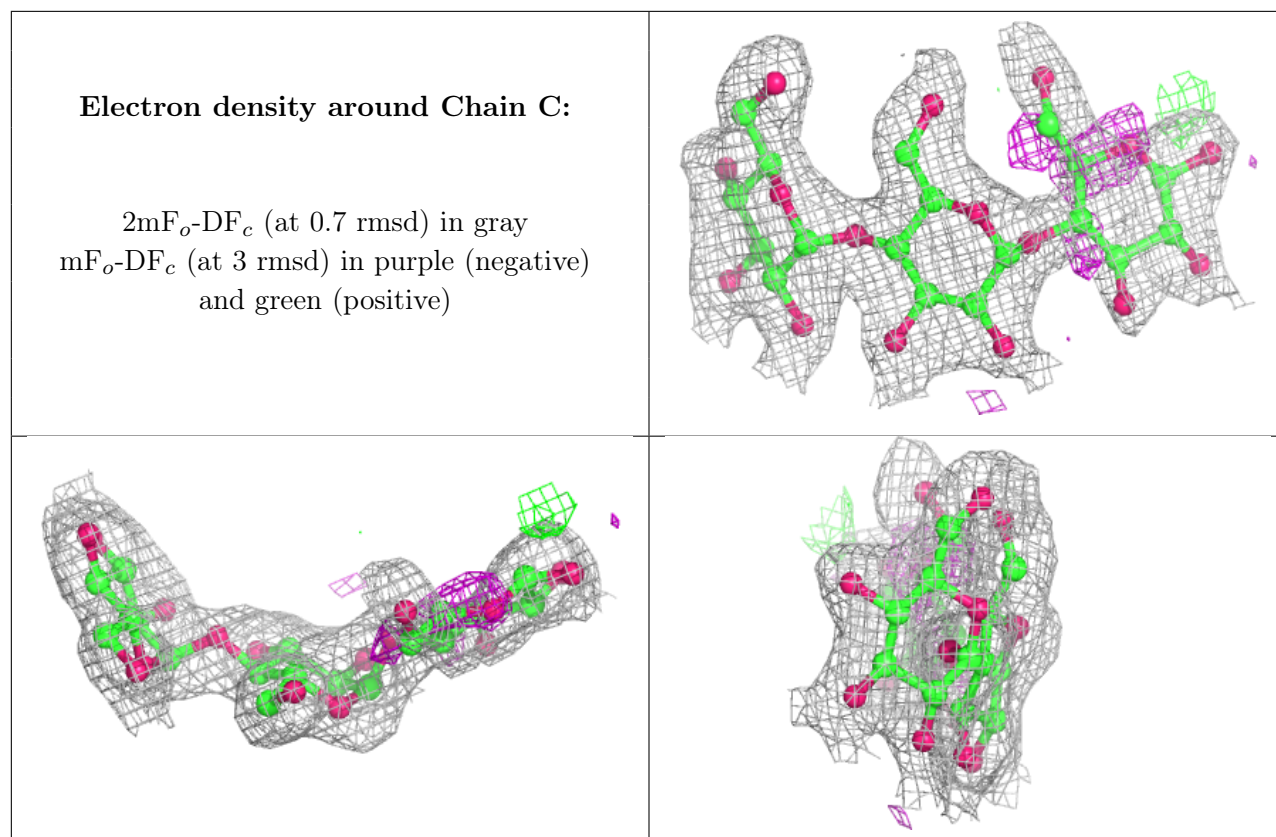 Electron density around Chain C:
2mFₒ-DF𝒸 (at 0.7 rmsd) in gray
mFₒ-DF𝒸 (at 3 rmsd) in purple (negative)
and green (positive)